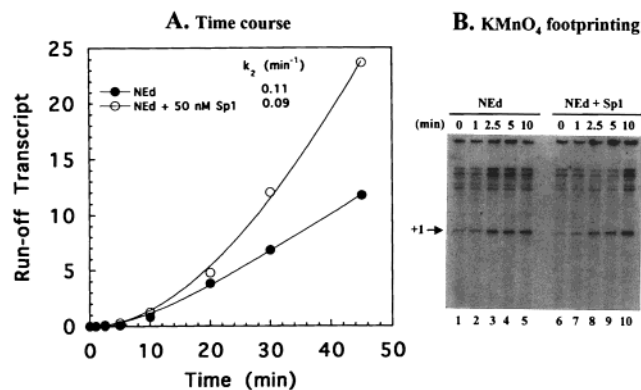 A. Time course
B. KMnO₄ footprinting
Run-off Transcript
25
20
15
10
5
0
k₂ (min⁻¹)
NEd 0.11
NEd + 50 nM Sp1 0.09
0 10 20 30 40 50
Time (min)
NEd NEd + Sp1
(min) 0 1 2.5 5 10 0 1 2.5 5 10
+1
1 2 3 4 5 6 7 8 9 10